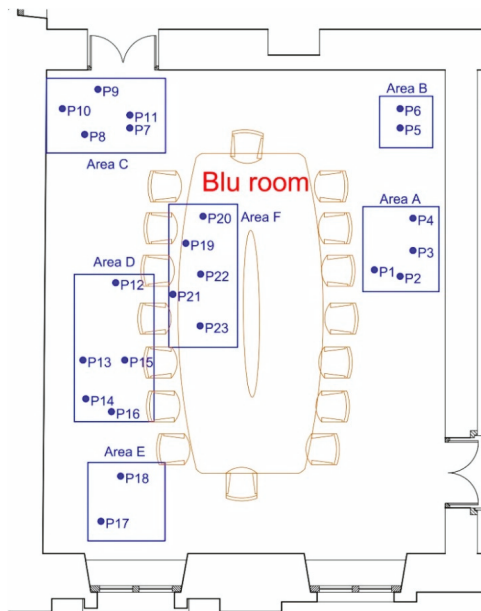 P9
P10
P11
P7
P8
Area C
Area B
P6
P5
Blu room
Area A
P4
P3
P1
P2
P20
Area F
P19
P22
P21
P23
Area D
P12
P13
P15
P14
P16
Area E
P18
P17